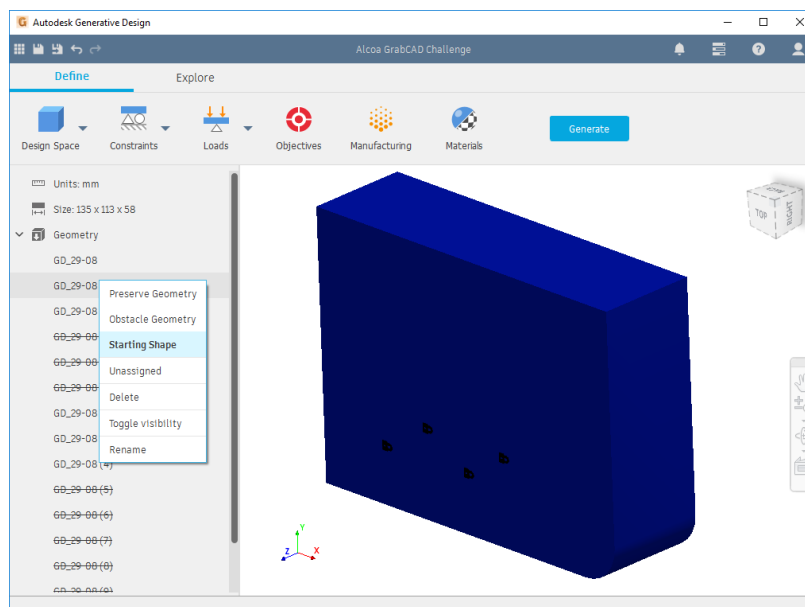 Autodesk Generative Design
Alcoa GrabCAD Challenge
Define
Explore
Design Space
Constraints
Loads
Objectives
Manufacturing
Materials
Generate
Units: mm
Size: 135 x 113 x 58
Geometry
GD_29-08
GD_29-08
GD_29-08
GD_29-08
GD_29-08
GD_29-08
GD_29-08
GD_29-08
GD_29-08 (4)
GD_29-08 (5)
GD_29-08 (6)
GD_29-08 (7)
GD_29-08 (8)
GD_29-08 (9)
Preserve Geometry
Obstacle Geometry
Starting Shape
Unassigned
Delete
Toggle visibility
Rename
TOP
RIGHT
Y
Z
X